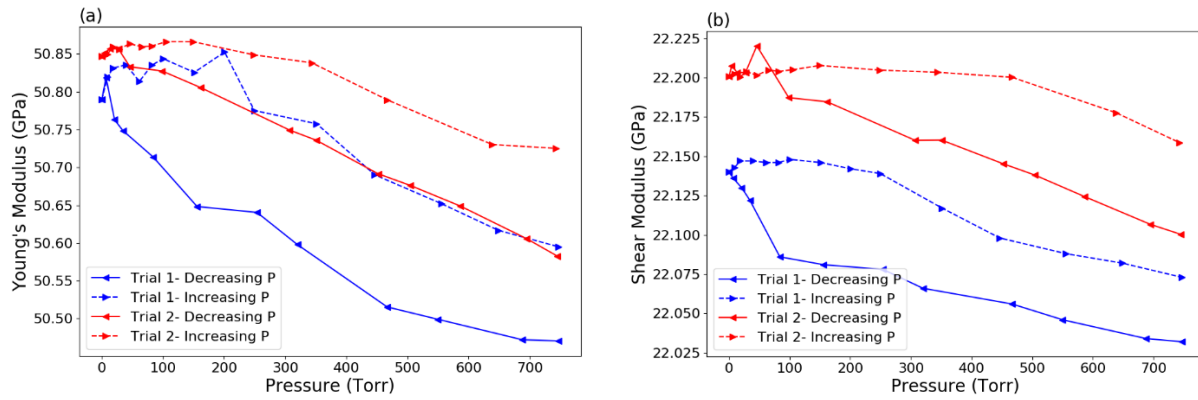 (a)
50.85
50.80
50.75
50.70
50.65
50.60
50.55
50.50
Young's Modulus (GPa)
Trial 1- Decreasing P
Trial 1- Increasing P
Trial 2- Decreasing P
Trial 2- Increasing P
0 100 200 300 400 500 600 700
Pressure (Torr)
(b)
22.225
22.200
22.175
22.150
22.125
22.100
22.075
22.050
22.025
Shear Modulus (GPa)
Trial 1- Decreasing P
Trial 1- Increasing P
Trial 2- Decreasing P
Trial 2- Increasing P
0 100 200 300 400 500 600 700
Pressure (Torr)